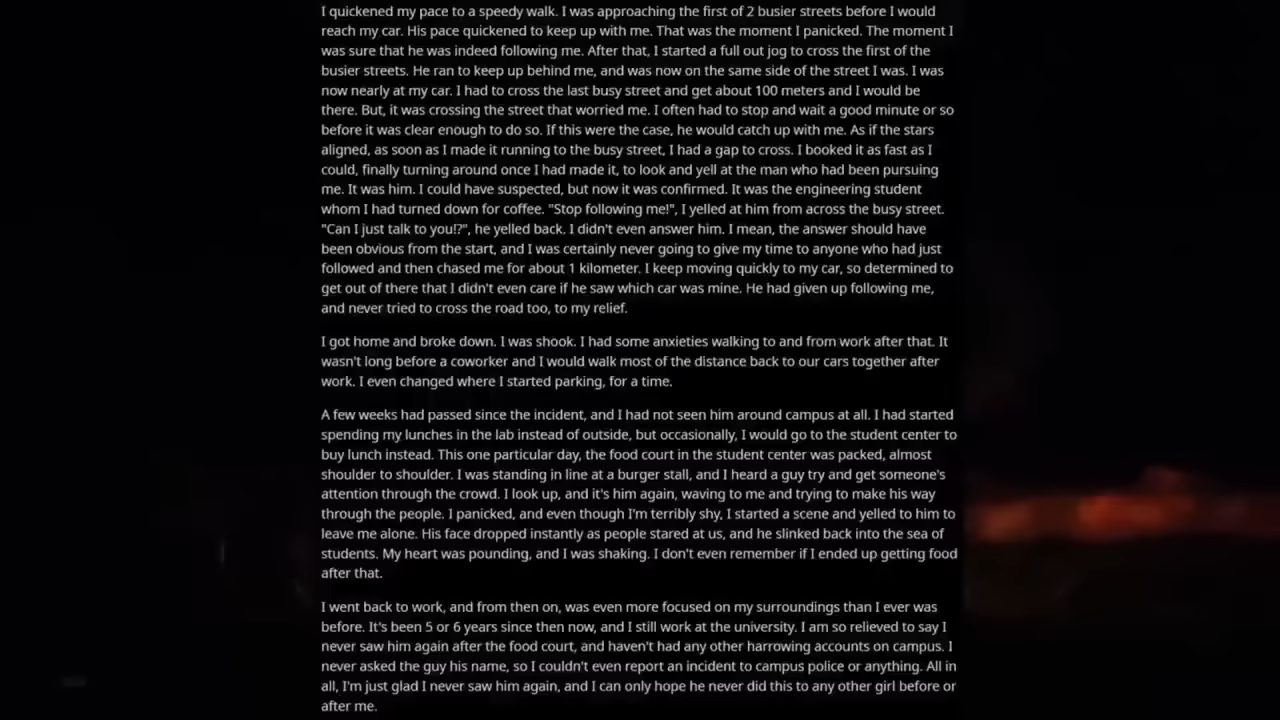 I quickened my pace to a speedy walk. I was approaching the first of 2 busier streets before I would
reach my car. His pace quickened to keep up with me. That was the moment I panicked. The moment I
was sure that he was indeed following me. After that, I started a full out jog to cross the first of the
busier streets. He ran to keep up behind me, and was now on the same side of the street I was. I was
now nearly at my car. I had to cross the last busy street and get about 100 meters and I would be
there. But, it was crossing the street that worried me. I often had to stop and wait a good minute or so
before it was clear enough to do so. If this were the case, he would catch up with me. As if the stars
aligned, as soon as I made it running to the busy street, I had a gap to cross. I booked it as fast as I
could, finally turning around once I had made it, to look and yell at the man who had been pursuing
me. It was him. I could have suspected, but now it was confirmed. It was the engineering student
whom I had turned down for coffee. "Stop following me!", I yelled at him from across the busy street.
"Can I just talk to you!?", he yelled back. I didn't even answer him. I mean, the answer should have
been obvious from the start, and I was certainly never going to give my time to anyone who had just
followed and then chased me for about 1 kilometer. I keep moving quickly to my car, so determined to
get out of there that I didn't even care if he saw which car was mine. He had given up following me,
and never tried to cross the road too, to my relief.
I got home and broke down. I was shook. I had some anxieties walking to and from work after that. It
wasn't long before a coworker and I would walk most of the distance back to our cars together after
work. I even changed where I started parking, for a time.
A few weeks had passed since the incident, and I had not seen him around campus at all. I had started
spending my lunches in the lab instead of outside, but occasionally, I would go to the student center to
buy lunch instead. This one particular day, the food court in the student center was packed, almost
shoulder to shoulder. I was standing in line at a burger stall, and I heard a guy try and get someone's
attention through the crowd. I look up, and it's him again, waving to me and trying to make his way
through the people. I panicked, and even though I'm terribly shy, I started a scene and yelled to him to
leave me alone. His face dropped instantly as people stared at us, and he slinked back into the sea of
students. My heart was pounding, and I was shaking. I don't even remember if I ended up getting food
after that.
I went back to work, and from then on, was even more focused on my surroundings than I ever was
before. It's been 5 or 6 years since then now, and I still work at the university. I am so relieved to say I
never saw him again after the food court, and haven't had any other harrowing accounts on campus. I
never asked the guy his name, so I couldn't even report an incident to campus police or anything. All in
all, I'm just glad I never saw him again, and I can only hope he never did this to any other girl before or
after me.